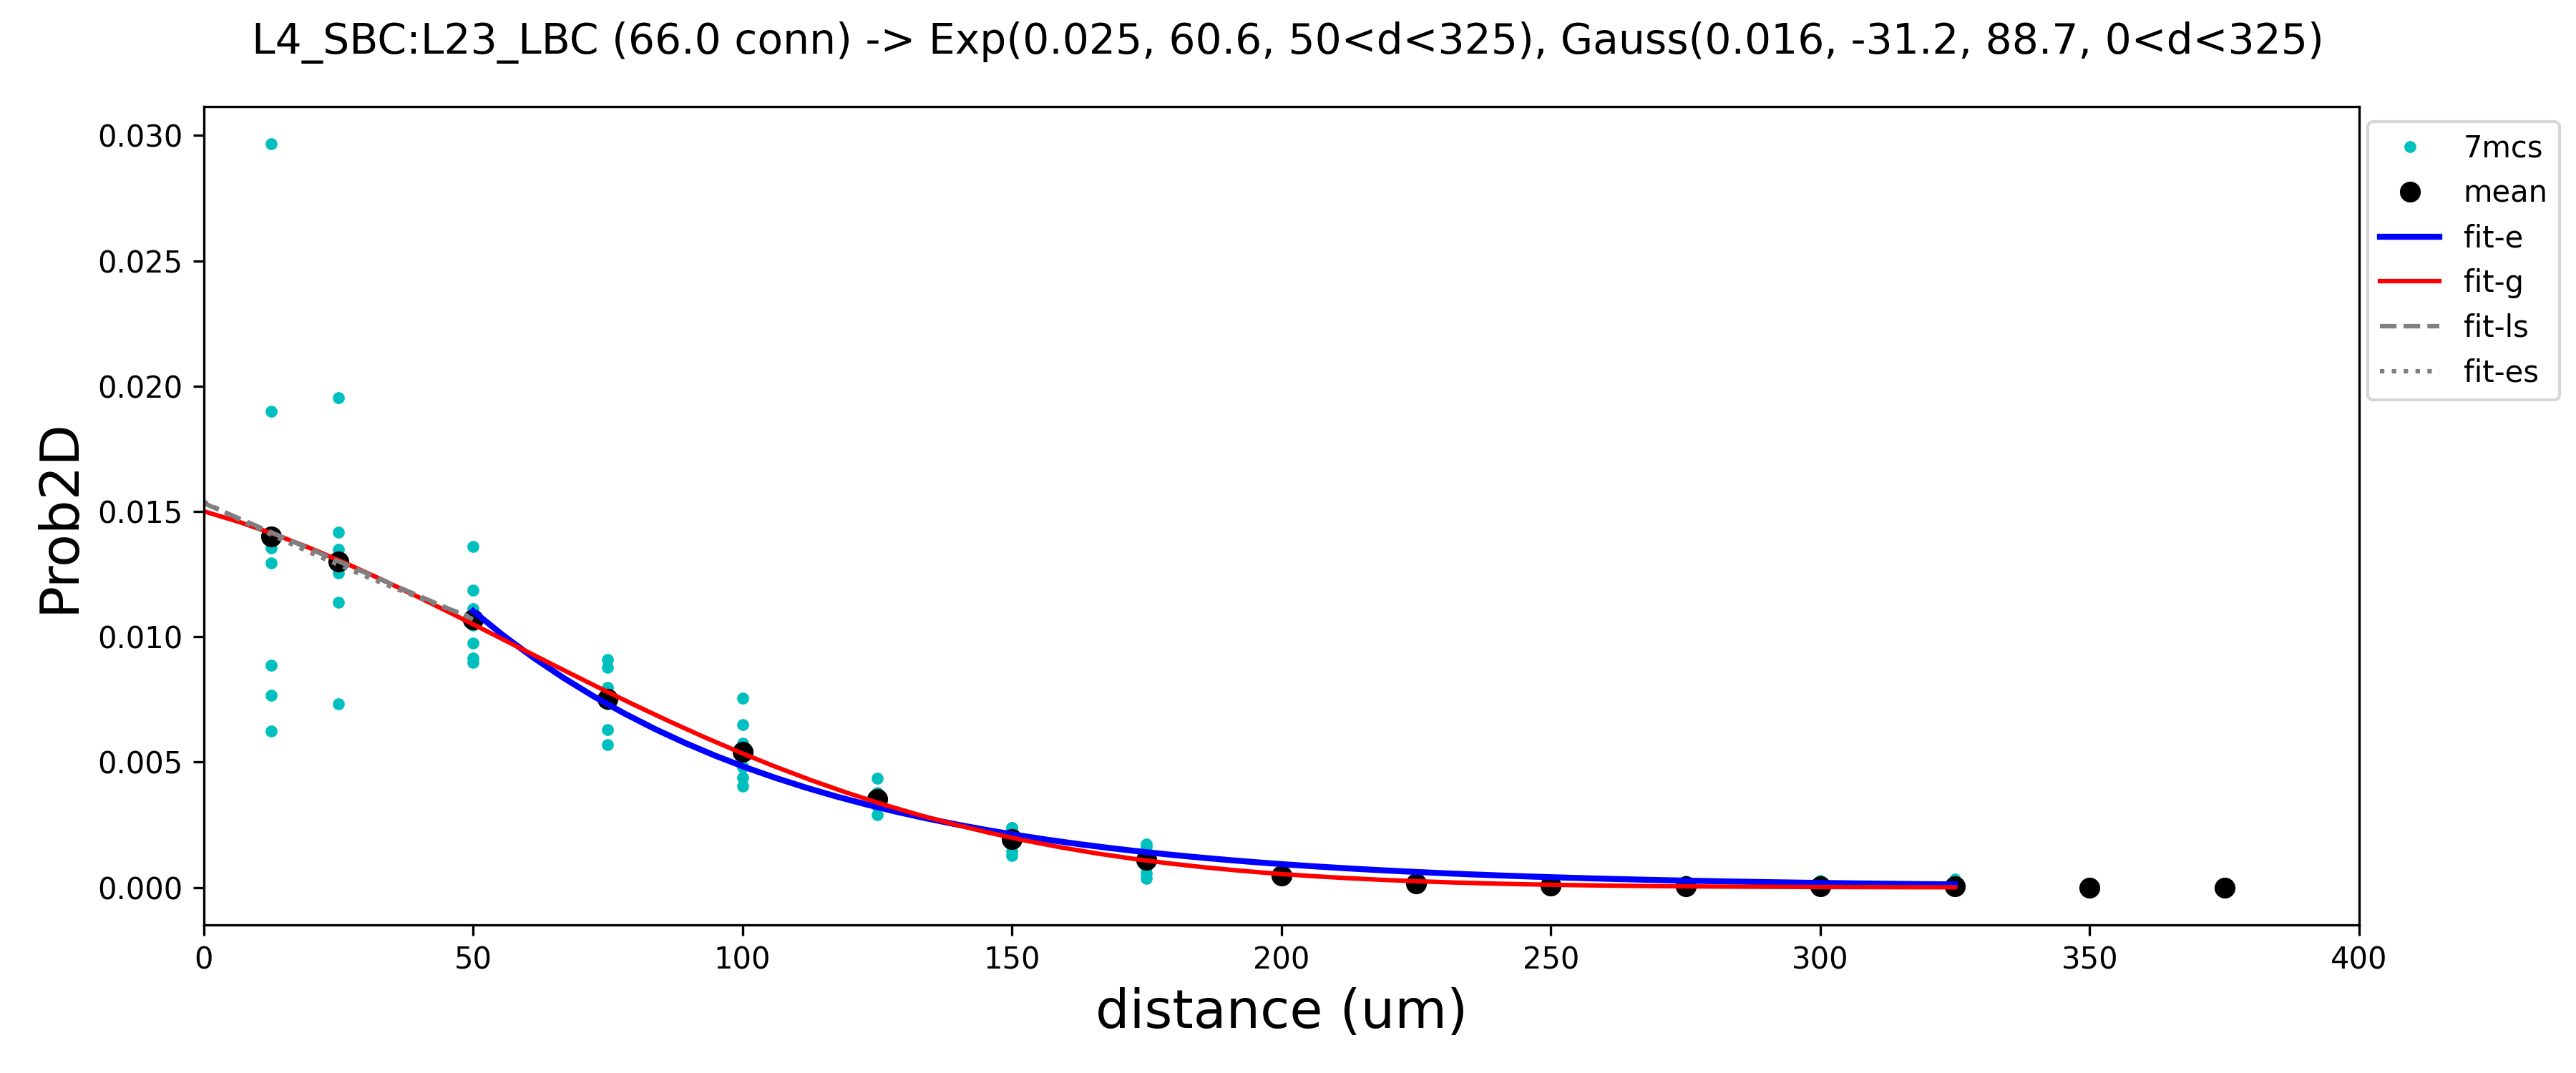 L4_SBC:L23_LBC (66.0 conn) -> Exp(0.025, 60.6, 50<d<325), Gauss(0.016, -31.2, 88.7, 0<d<325)
0.030
0.025
0.020
0.015
0.010
0.005
0.000
Prob2D
0 50 100 150 200 250 300 350 400
distance (um)
7mcs
mean
fit-e
fit-g
fit-ls
fit-es